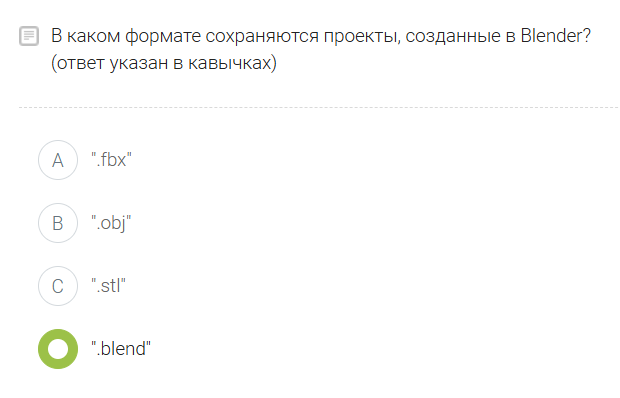 В каком формате сохраняются проекты, созданные в Blender?
(ответ указан в кавычках)
A ".fbx"
B ".obj"
C ".stl"
".blend"